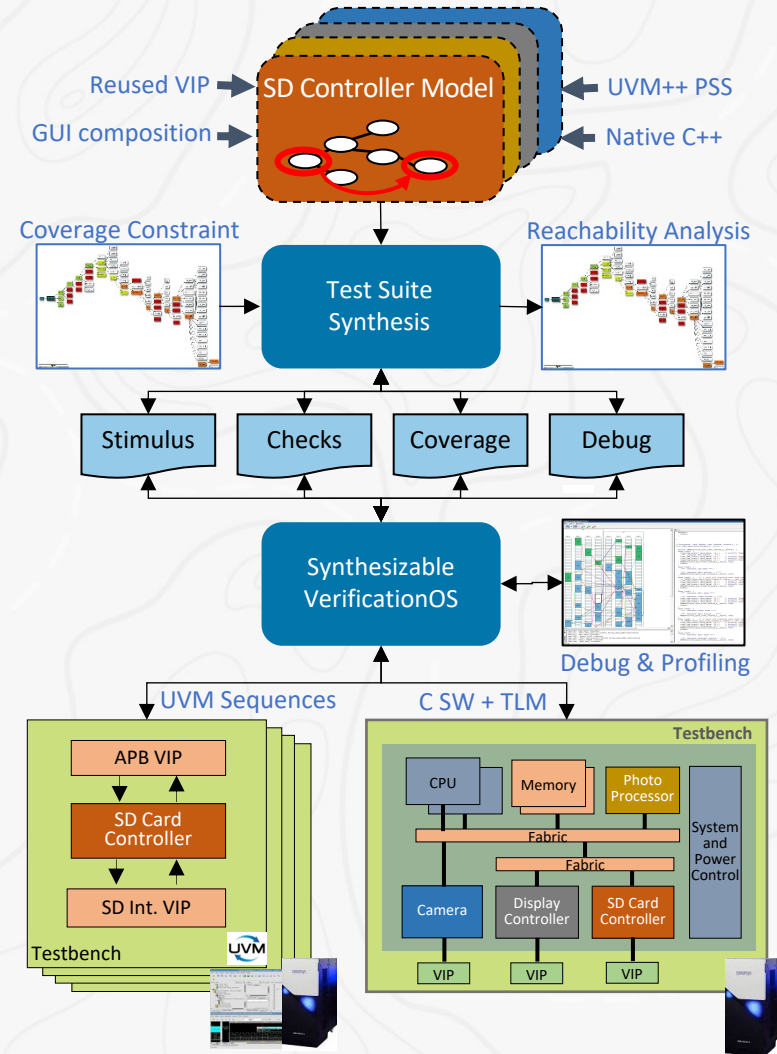 SD Controller Model
Reused VIP
UVM++ PSS
GUI composition
Native C++
Coverage Constraint
Reachability Analysis
Test Suite
Synthesis
Stimulus
Checks
Coverage
Debug
Synthesizable
VerificationOS
Debug & Profiling
UVM Sequences
C SW + TLM
APB VIP
SD Card
Controller
SD Int. VIP
Testbench
UVM
Testbench
CPU
Memory
Photo
Processor
System
and
Power
Control
Fabric
Fabric
Camera
Display
Controller
SD Card
Controller
VIP
VIP
VIP